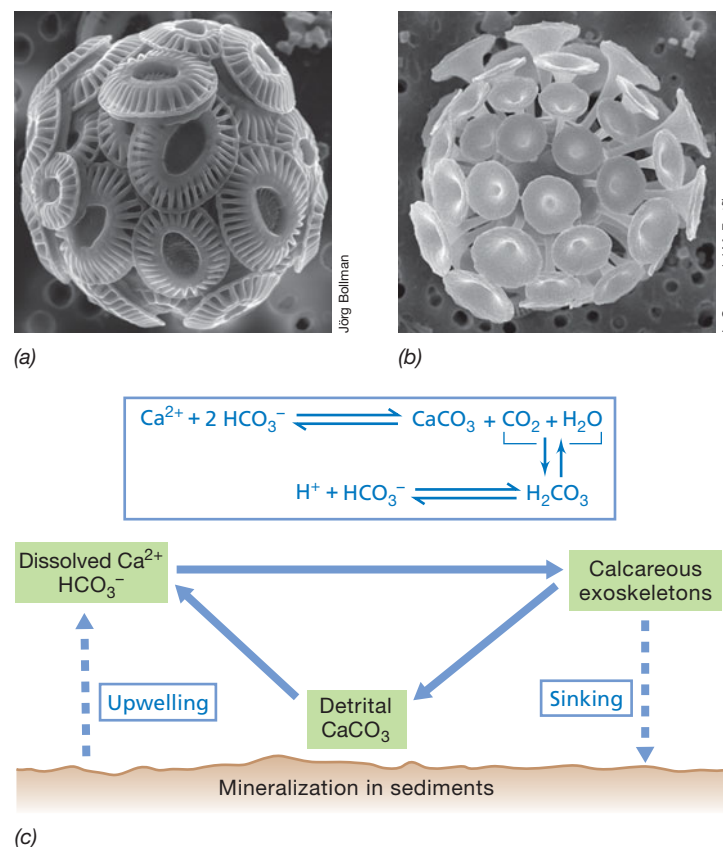 Jörg Bollman
(a)
(b)
Ca²⁺ + 2 HCO₃⁻ ⇌ CaCO₃ + CO₂ + H₂O
H⁺ + HCO₃⁻ ⇌ H₂CO₃
Dissolved Ca²⁺
HCO₃⁻
Calcareous
exoskeletons
Upwelling
Detrital
CaCO₃
Sinking
Mineralization in sediments
(c)